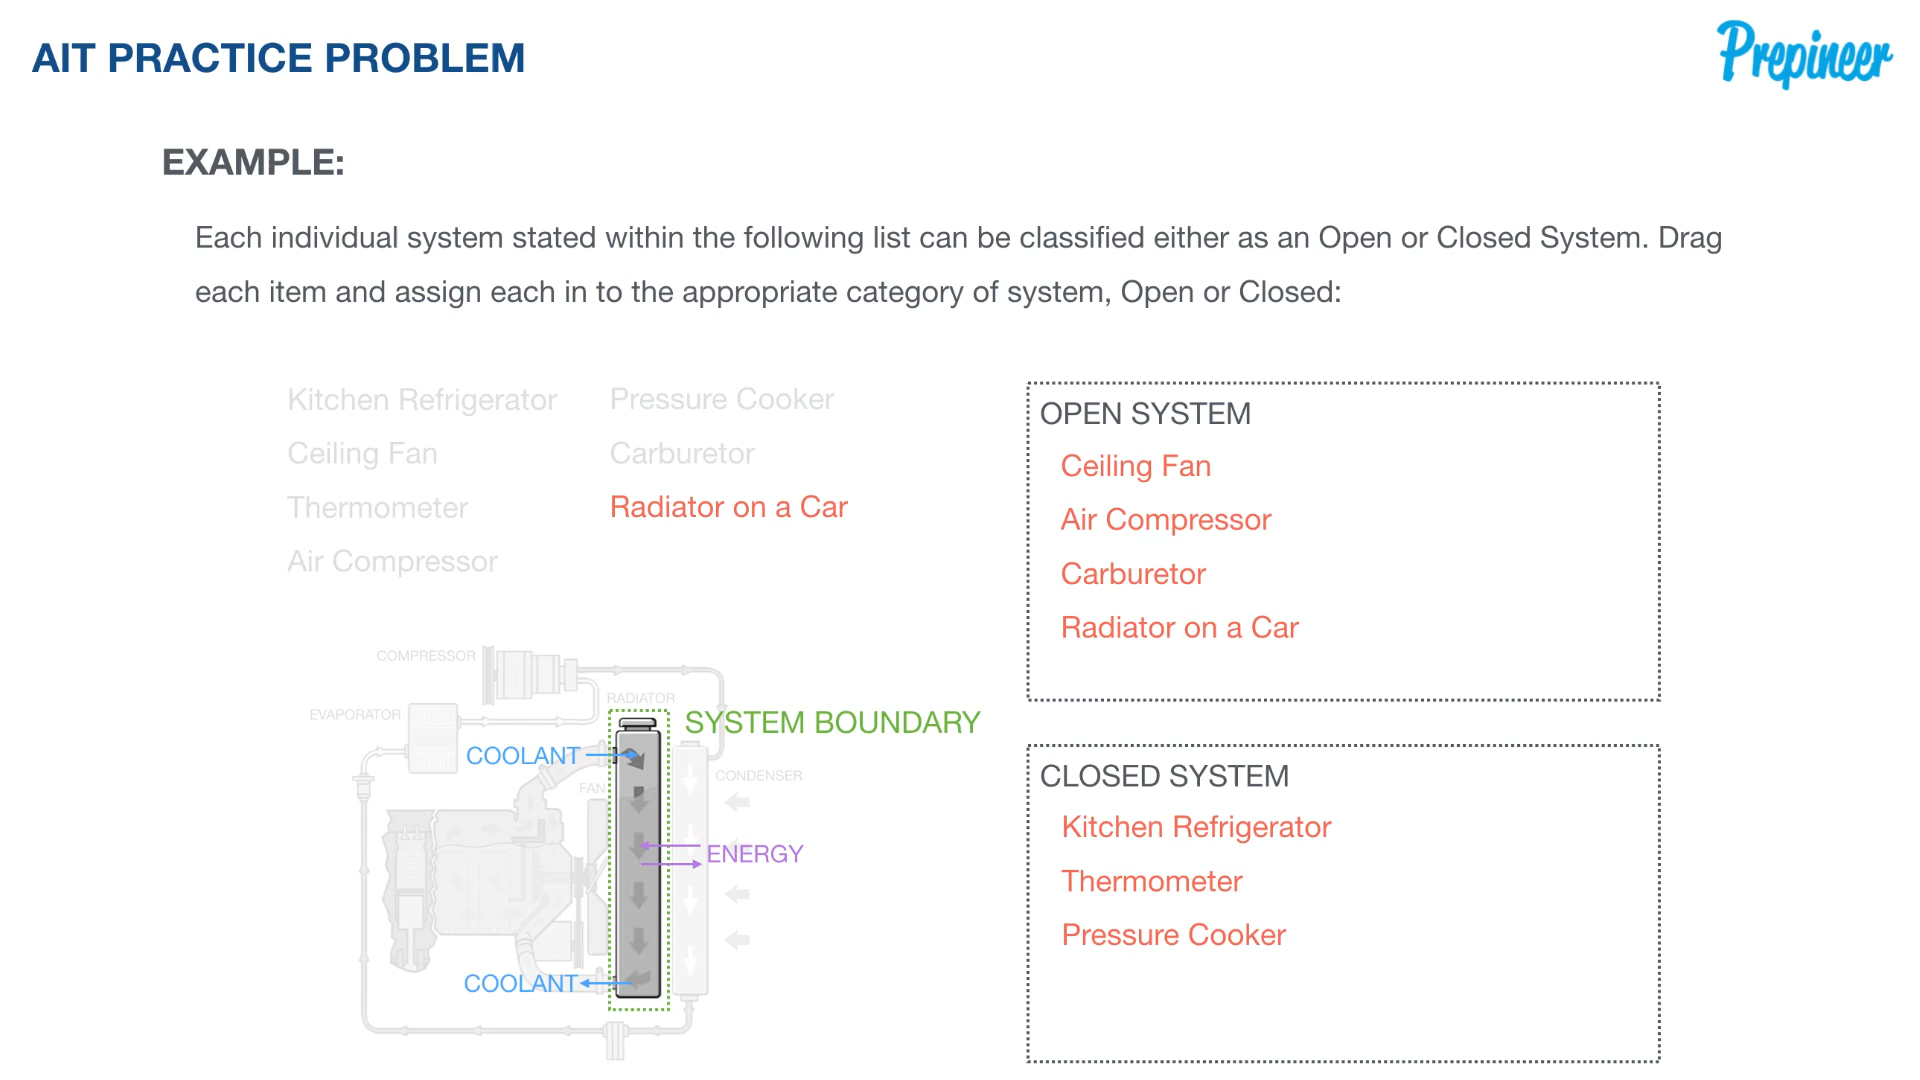 AIT PRACTICE PROBLEM
Prepineer
EXAMPLE:
Each individual system stated within the following list can be classified either as an Open or Closed System. Drag
each item and assign each in to the appropriate category of system, Open or Closed:
Kitchen Refrigerator
Ceiling Fan
Thermometer
Air Compressor
Pressure Cooker
Carburetor
Radiator on a Car
OPEN SYSTEM
Ceiling Fan
Air Compressor
Carburetor
Radiator on a Car
COMPRESSOR
RADIATOR
EVAPORATOR
SYSTEM BOUNDARY
COOLANT
CONDENSER
FAN
ENERGY
COOLANT
CLOSED SYSTEM
Kitchen Refrigerator
Thermometer
Pressure Cooker